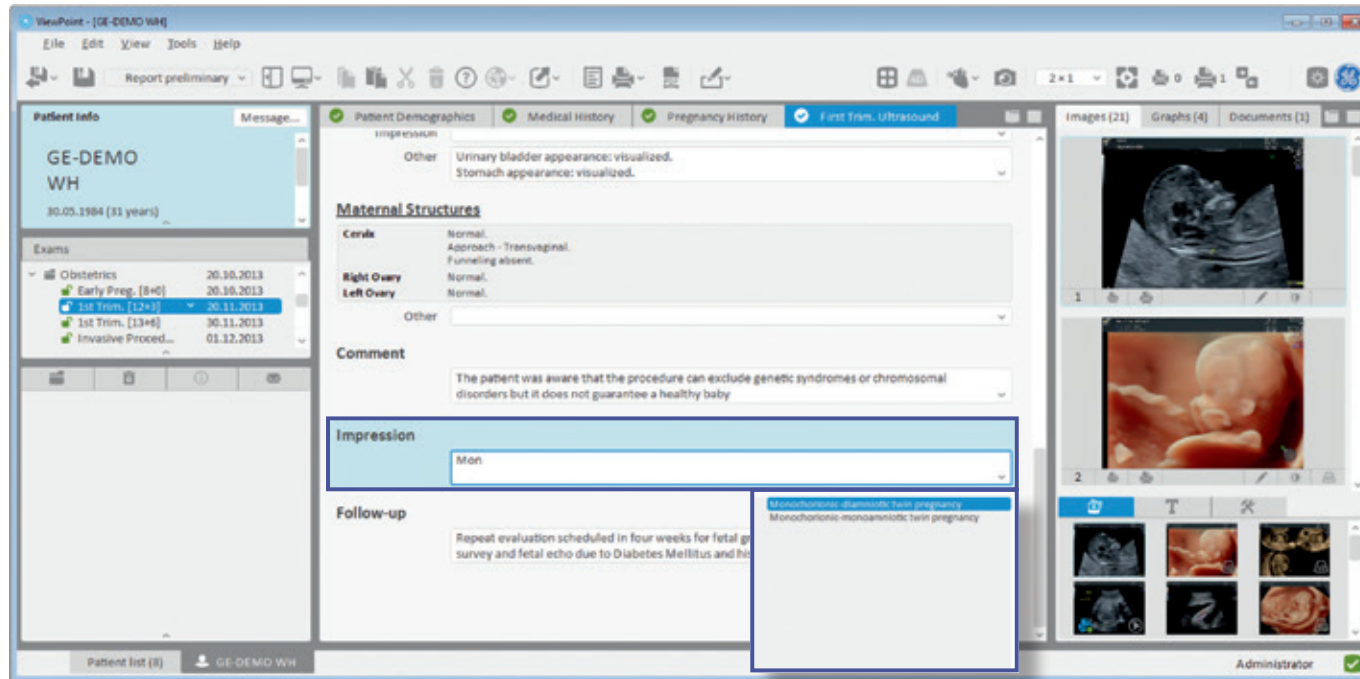 ViewPoint - [GE-DEMO WH]
File Edit View Tools Help
Report preliminary
2×1
0
1
Patient Info
Message...
GE-DEMO
WH
30.05.1984 (31 years)
Exams
Obstetrics 20.10.2013
Early Preg. [8+0] 20.10.2013
1st Trim. [12+3] 20.11.2013
1st Trim. [13+6] 30.11.2013
Invasive Proced... 01.12.2013
Patient Demographics
Medical History
Pregnancy History
First Trim. Ultrasound
Impression
Other
Urinary bladder appearance: visualized.
Stomach appearance: visualized.
Maternal Structures
Cervix Normal.
Approach - Transvaginal.
Funneling absent.
Right Ovary Normal.
Left Ovary Normal.
Other
Comment
The patient was aware that the procedure can exclude genetic syndromes or chromosomal
disorders but it does not guarantee a healthy baby
Impression
Mon
Monochorionic-diamniotic twin pregnancy
Monochorionic-monoamniotic twin pregnancy
Follow-up
Repeat evaluation scheduled in four weeks for fetal
survey and fetal echo due to Diabetes Mellitus and
Images (21)
Graphs (4)
Documents (1)
1
2
T
Patient list (8)
GE-DEMO WH
Administrator